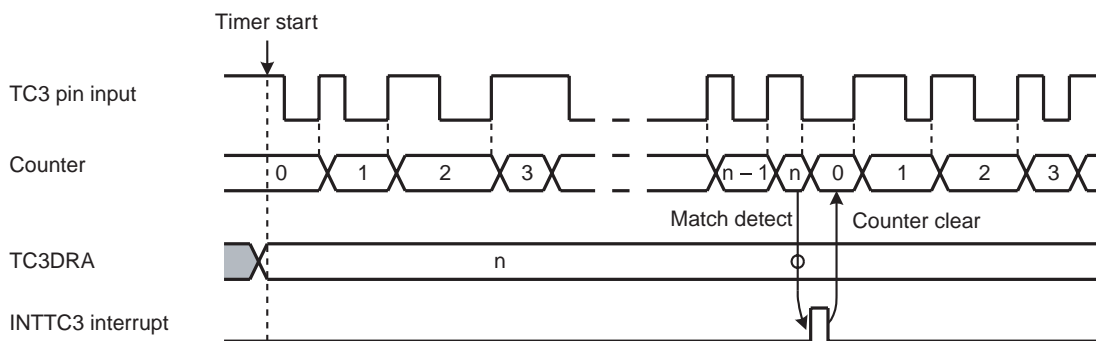 Timer start
TC3 pin input
Counter
0 1 2 3 n – 1 n 0 1 2 3
Match detect Counter clear
TC3DRA
n
INTTC3 interrupt